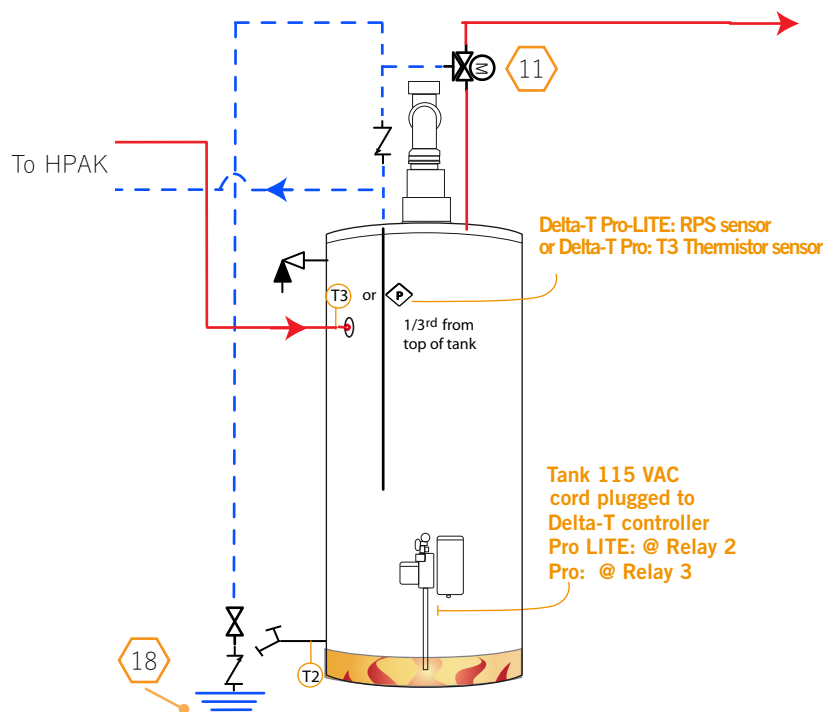 M
11
To HPAK
Delta-T Pro-LITE: RPS sensor
or Delta-T Pro: T3 Thermistor sensor
T3 or P
1/3rd from
top of tank
Tank 115 VAC
cord plugged to
Delta-T controller
Pro LITE: @ Relay 2
Pro: @ Relay 3
18
T2